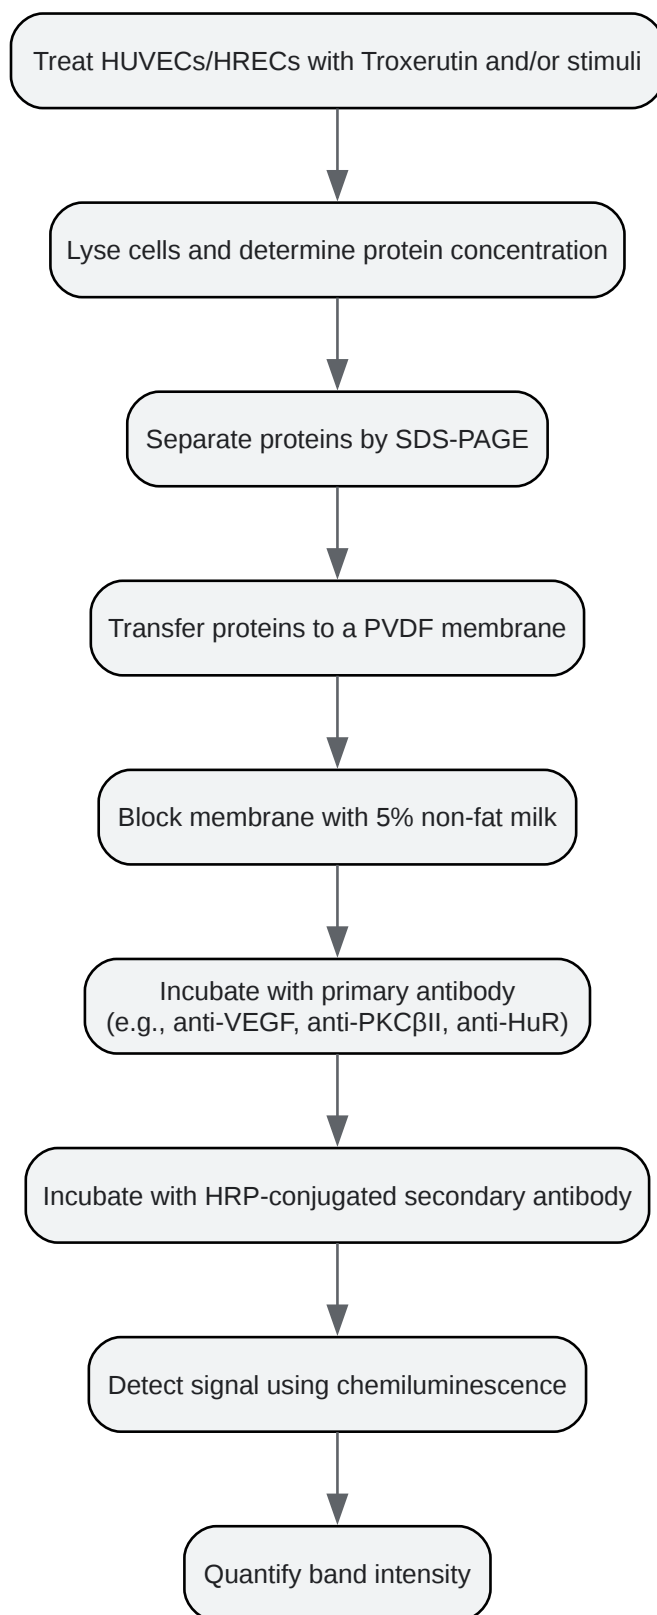 Treat HUVECs/HRECs with Troxerutin and/or stimuli
Lyse cells and determine protein concentration
Separate proteins by SDS-PAGE
Transfer proteins to a PVDF membrane
Block membrane with 5% non-fat milk
Incubate with primary antibody
(e.g., anti-VEGF, anti-PKCβII, anti-HuR)
Incubate with HRP-conjugated secondary antibody
Detect signal using chemiluminescence
Quantify band intensity